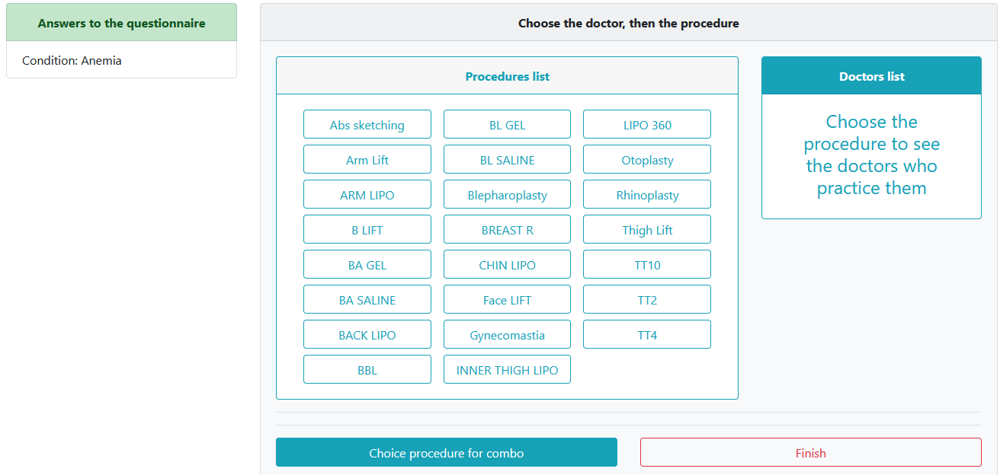 Answers to the questionnaire
Condition: Anemia
Choose the doctor, then the procedure
Procedures list
Abs sketching
BL GEL
LIPO 360
Arm Lift
BL SALINE
Otoplasty
ARM LIPO
Blepharoplasty
Rhinoplasty
B LIFT
BREAST R
Thigh Lift
BA GEL
CHIN LIPO
TT10
BA SALINE
Face LIFT
TT2
BACK LIPO
Gynecomastia
TT4
BBL
INNER THIGH LIPO
Doctors list
Choose the
procedure to see
the doctors who
practice them
Choice procedure for combo
Finish